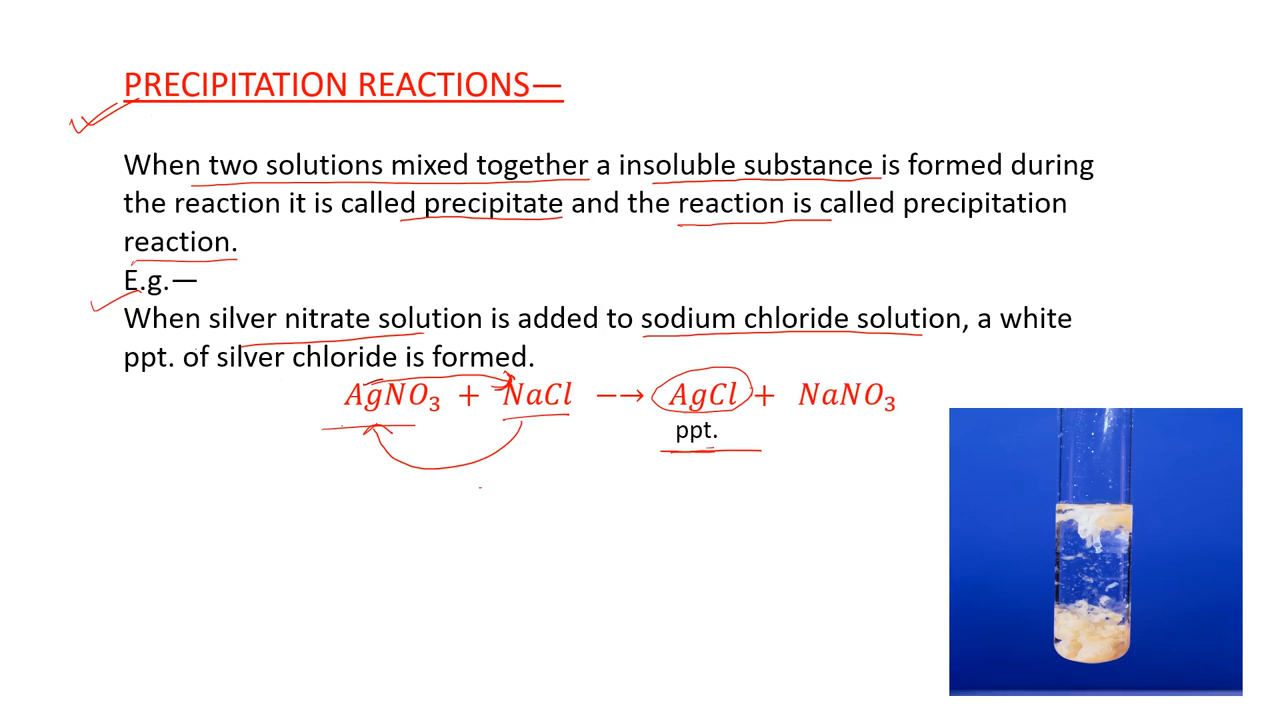 PRECIPITATION REACTIONS—
When two solutions mixed together a insoluble substance is formed during
the reaction it is called precipitate and the reaction is called precipitation
reaction.
E.g.—
When silver nitrate solution is added to sodium chloride solution, a white
ppt. of silver chloride is formed.
AgNO₃ + NaCl −→ AgCl + NaNO₃
ppt.